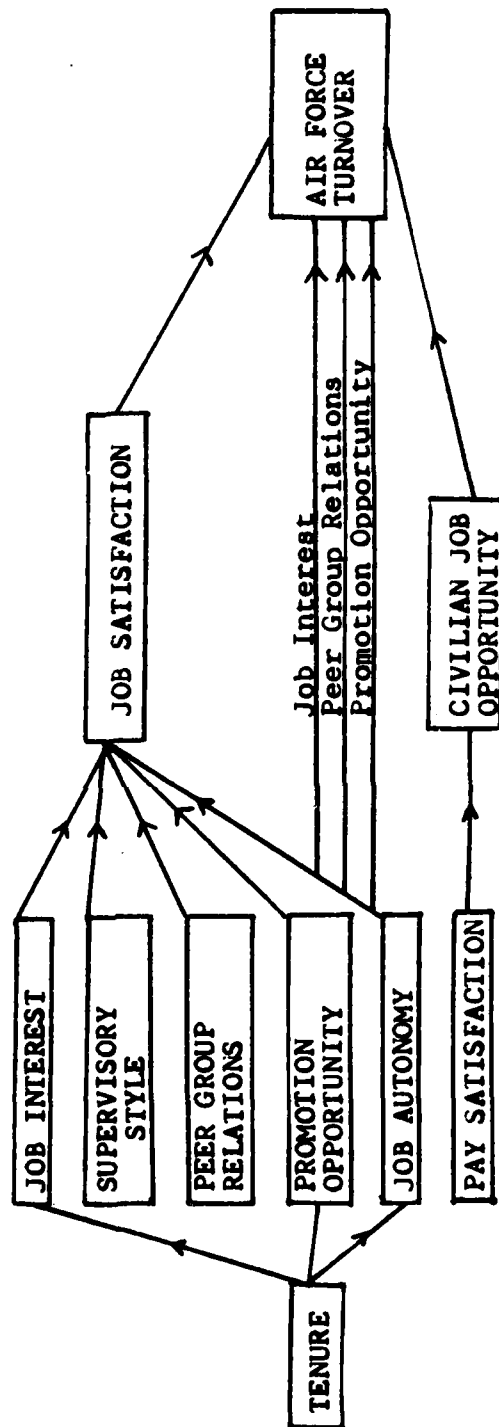 TENURE
JOB INTEREST
SUPERVISORY
STYLE
PEER GROUP
RELATIONS
PROMOTION
OPPORTUNITY
JOB AUTONOMY
PAY SATISFACTION
JOB SATISFACTION
Job Interest
Peer Group Relations
Promotion Opportunity
CIVILIAN JOB
OPPORTUNITY
AIR FORCE
TURNOVER